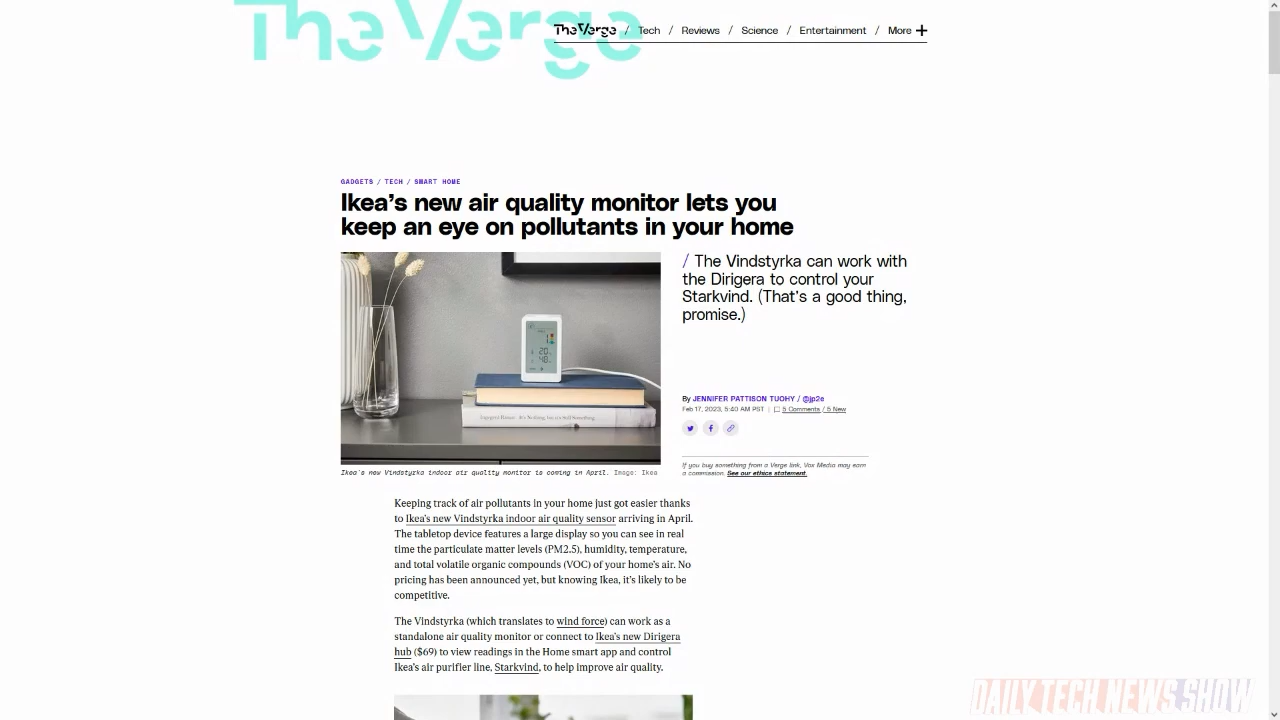 The Verge
The Verge / Tech / Reviews / Science / Entertainment / More
GADGETS / TECH / SMART HOME
Ikea's new air quality monitor lets you
keep an eye on pollutants in your home
/ The Vindstyrka can work with
the Dirigera to control your
Starkvind. (That's a good thing,
promise.)
By JENNIFER PATTISON TUOHY / @jp2e
Feb 17, 2023, 5:40 AM PST | 5 Comments / 5 New
If you buy something from a Verge link, Vox Media may earn
a commission. See our ethics statement.
Ikea's new Vindstyrka indoor air quality monitor is coming in April. Image: Ikea
Keeping track of air pollutants in your home just got easier thanks
to Ikea's new Vindstyrka indoor air quality sensor arriving in April.
The tabletop device features a large display so you can see in real
time the particulate matter levels (PM2.5), humidity, temperature,
and total volatile organic compounds (VOC) of your home's air. No
pricing has been announced yet, but knowing Ikea, it's likely to be
competitive.
The Vindstyrka (which translates to wind force) can work as a
standalone air quality monitor or connect to Ikea's new Dirigera
hub ($69) to view readings in the Home smart app and control
Ikea's air purifier line, Starkvind, to help improve air quality.
DAILY TECH NEWS SHOW